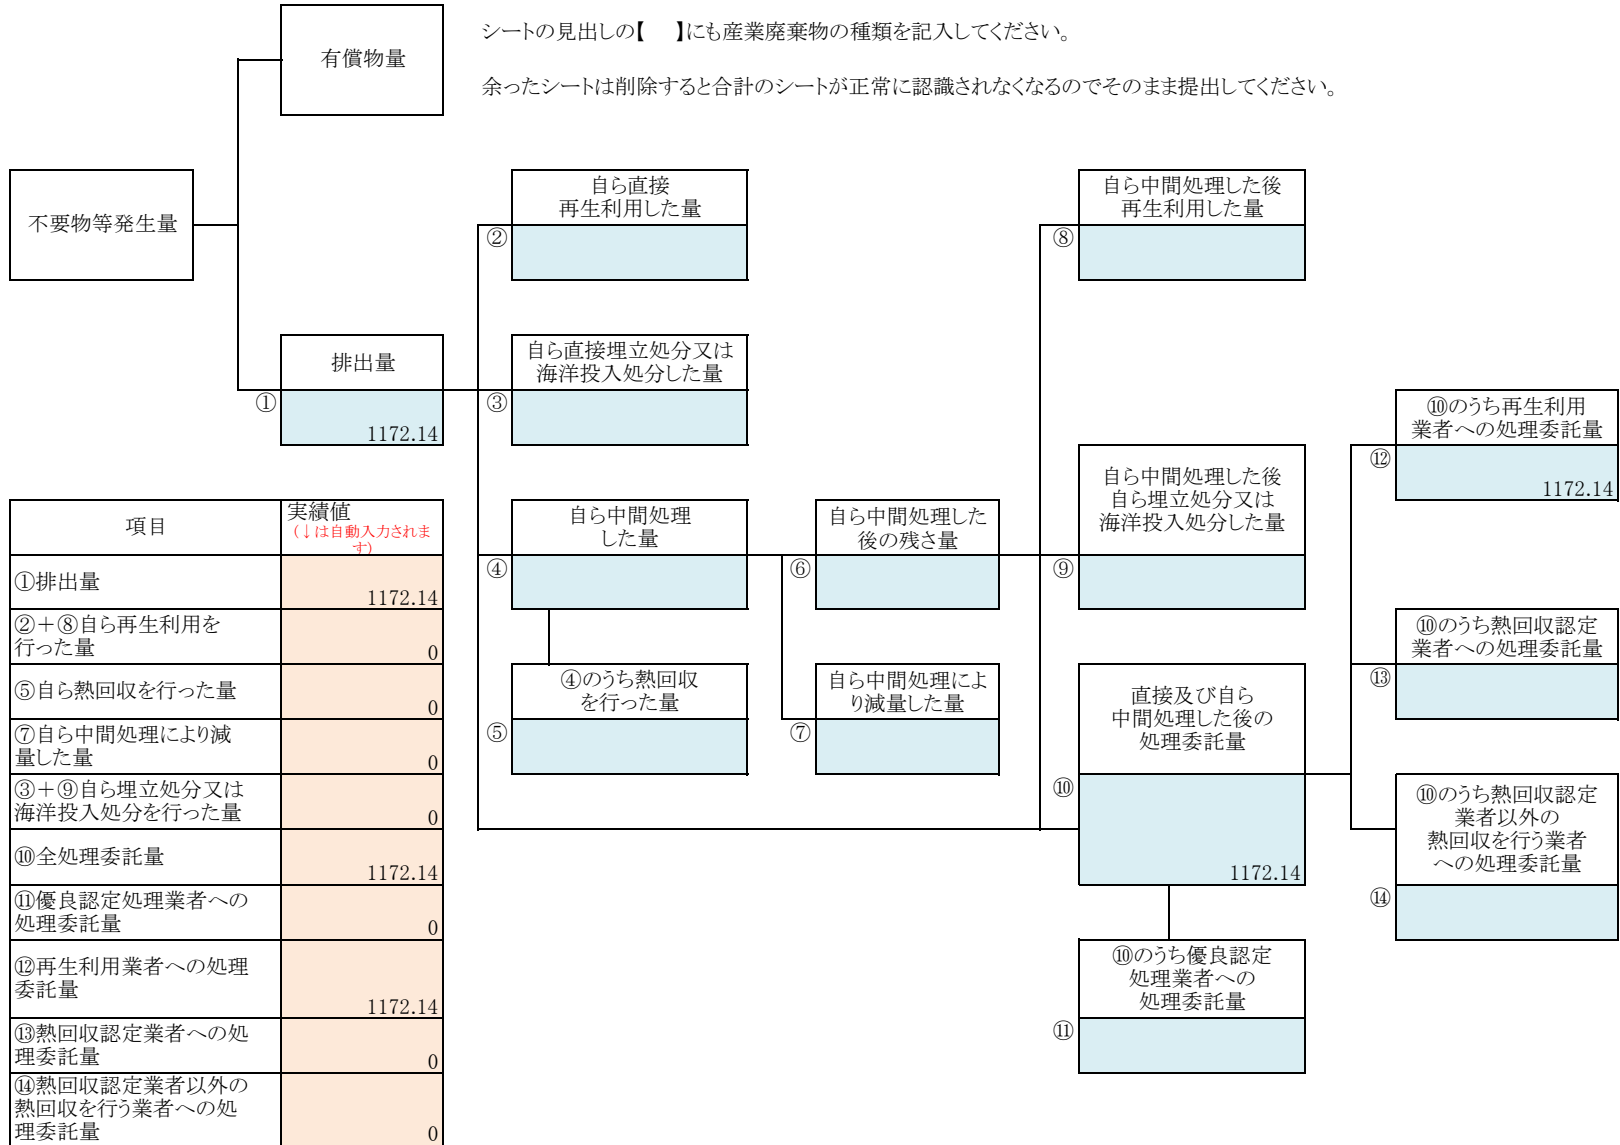 有償物量
シートの見出しの【　】にも産業廃棄物の種類を記入してください。
余ったシートは削除すると合計のシートが正常に認識されなくなるのでそのまま提出してください。
不要物等発生量
自ら直接
再生利用した量
②
自ら中間処理した後
再生利用した量
⑧
排出量
①
1172.14
自ら直接埋立処分又は
海洋投入処分した量
③
⑩のうち再生利用
業者への処理委託量
⑫
1172.14
自ら中間処理した後
自ら埋立処分又は
海洋投入処分した量
⑨
自ら中間処理
した量
④
自ら中間処理した
後の残さ量
⑥
④のうち熱回収
を行った量
⑤
自ら中間処理によ
り減量した量
⑦
直接及び自ら
中間処理した後の
処理委託量
⑩
1172.14
⑩のうち熱回収認定
業者への処理委託量
⑬
⑩のうち熱回収認定
業者以外の
熱回収を行う業者
への処理委託量
⑭
⑩のうち優良認定
処理業者への
処理委託量
⑪
項目
実績値
(↓は自動入力されま
す)
①排出量
1172.14
②＋⑧自ら再生利用を
行った量
0
⑤自ら熱回収を行った量
0
⑦自ら中間処理により減
量した量
0
③＋⑨自ら埋立処分又は
海洋投入処分を行った量
0
⑩全処理委託量
1172.14
⑪優良認定処理業者への
処理委託量
0
⑫再生利用業者への処理
委託量
1172.14
⑬熱回収認定業者への処
理委託量
0
⑭熱回収認定業者以外の
熱回収を行う業者への処
理委託量
0